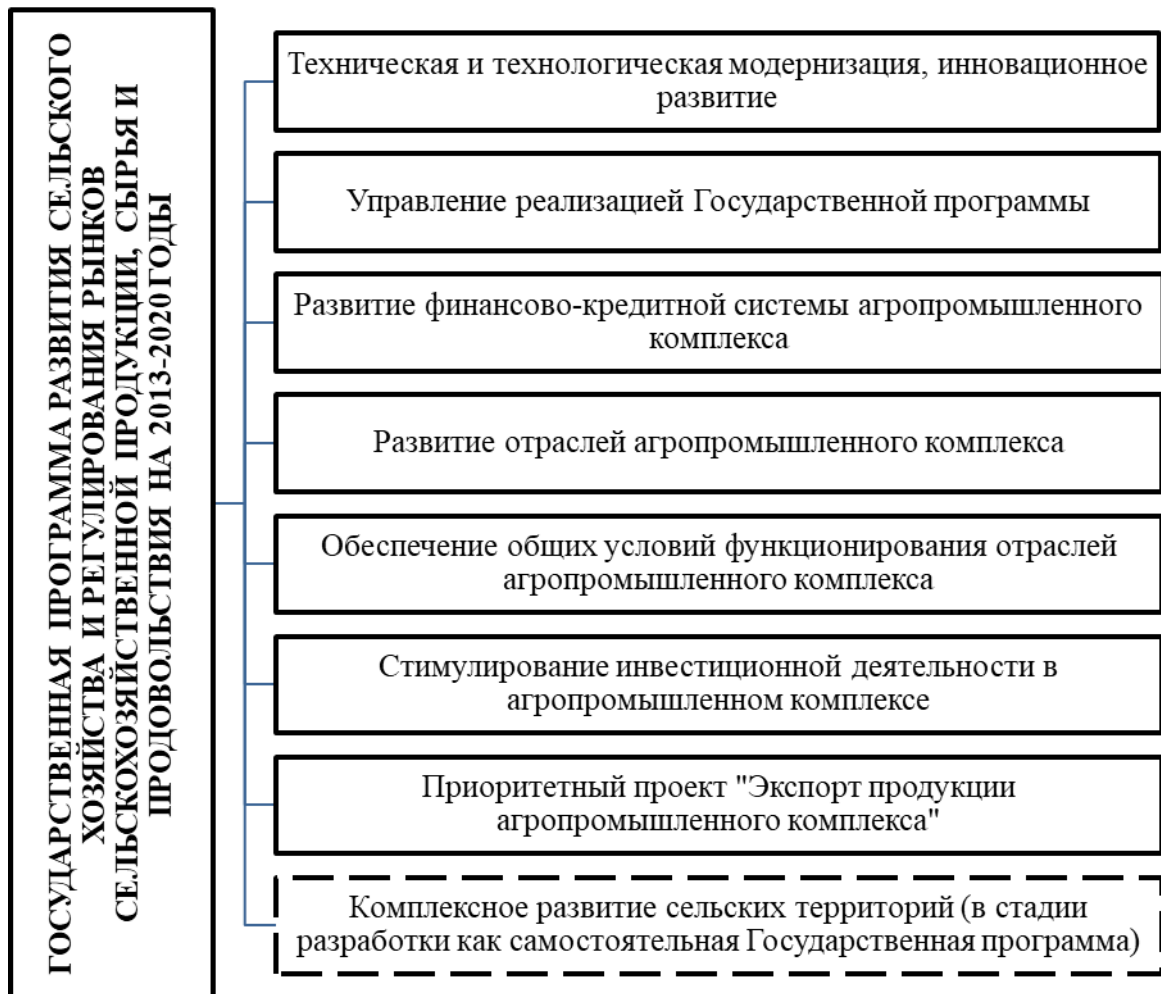 ГОСУДАРСТВЕННАЯ ПРОГРАММА РАЗВИТИЯ СЕЛЬСКОГО
ХОЗЯЙСТВА И РЕГУЛИРОВАНИЯ РЫНКОВ
СЕЛЬСКОХОЗЯЙСТВЕННОЙ ПРОДУКЦИИ, СЫРЬЯ И
ПРОДОВОЛЬСТВИЯ НА 2013-2020 ГОДЫ
Техническая и технологическая модернизация, инновационное
развитие
Управление реализацией Государственной программы
Развитие финансово-кредитной системы агропромышленного
комплекса
Развитие отраслей агропромышленного комплекса
Обеспечение общих условий функционирования отраслей
агропромышленного комплекса
Стимулирование инвестиционной деятельности в
агропромышленном комплексе
Приоритетный проект "Экспорт продукции
агропромышленного комплекса"
Комплексное развитие сельских территорий (в стадии
разработки как самостоятельная Государственная программа)